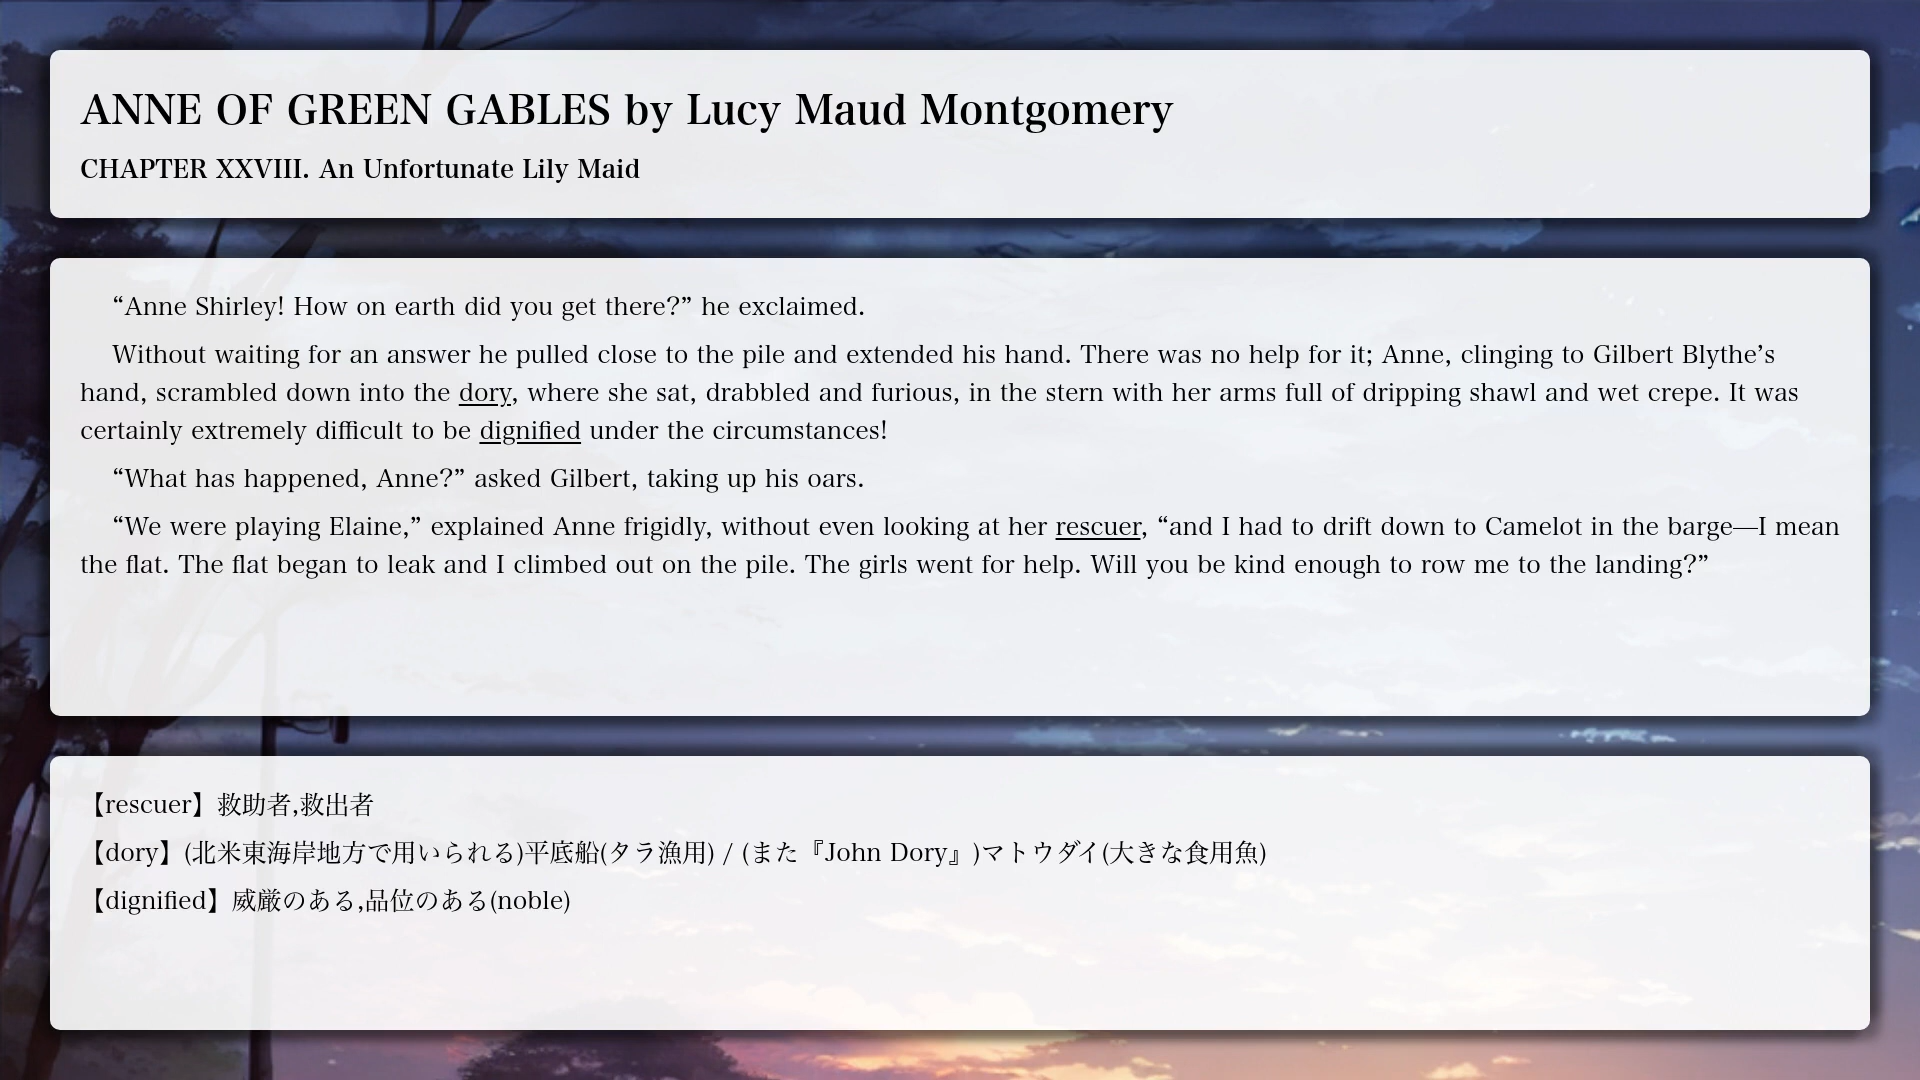 ANNE OF GREEN GABLES by Lucy Maud Montgomery
CHAPTER XXVIII. An Unfortunate Lily Maid
“Anne Shirley! How on earth did you get there?” he exclaimed.
Without waiting for an answer he pulled close to the pile and extended his hand. There was no help for it; Anne, clinging to Gilbert Blythe’s
hand, scrambled down into the dory, where she sat, drabbled and furious, in the stern with her arms full of dripping shawl and wet crepe. It was
certainly extremely difficult to be dignified under the circumstances!
“What has happened, Anne?” asked Gilbert, taking up his oars.
“We were playing Elaine,” explained Anne frigidly, without even looking at her rescuer, “and I had to drift down to Camelot in the barge—I mean
the flat. The flat began to leak and I climbed out on the pile. The girls went for help. Will you be kind enough to row me to the landing?”
【rescuer】救助者,救出者
【dory】(北米東海岸地方で用いられる)平底船(タラ漁用) / (また『John Dory』)マトウダイ(大きな食用魚)
【dignified】威厳のある,品位のある(noble)